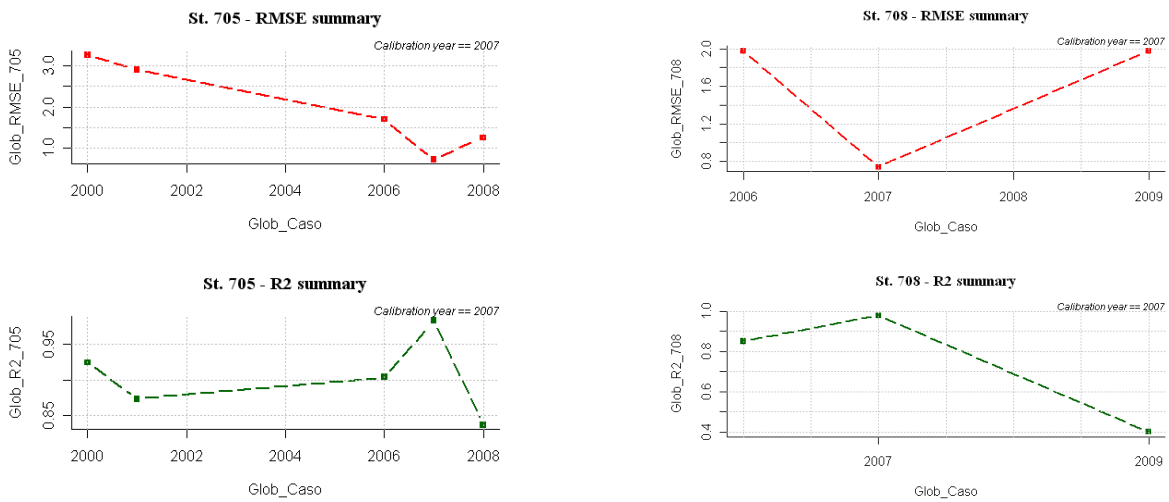 St. 705 - RMSE summary
Calibration year == 2007
Glob_RMSE_705
3.0
2.0
1.0
2000 2002 2004 2006 2008
Glob_Caso
St. 708 - RMSE summary
Calibration year == 2007
Glob_RMSE_708
2.0
1.6
1.2
0.8
2006 2007 2008 2009
Glob_Caso
St. 705 - R2 summary
Calibration year == 2007
Glob_R2_705
0.95
0.85
2000 2002 2004 2006 2008
Glob_Caso
St. 708 - R2 summary
Calibration year == 2007
Glob_R2_708
1.0
0.8
0.6
0.4
2007 2009
Glob_Caso